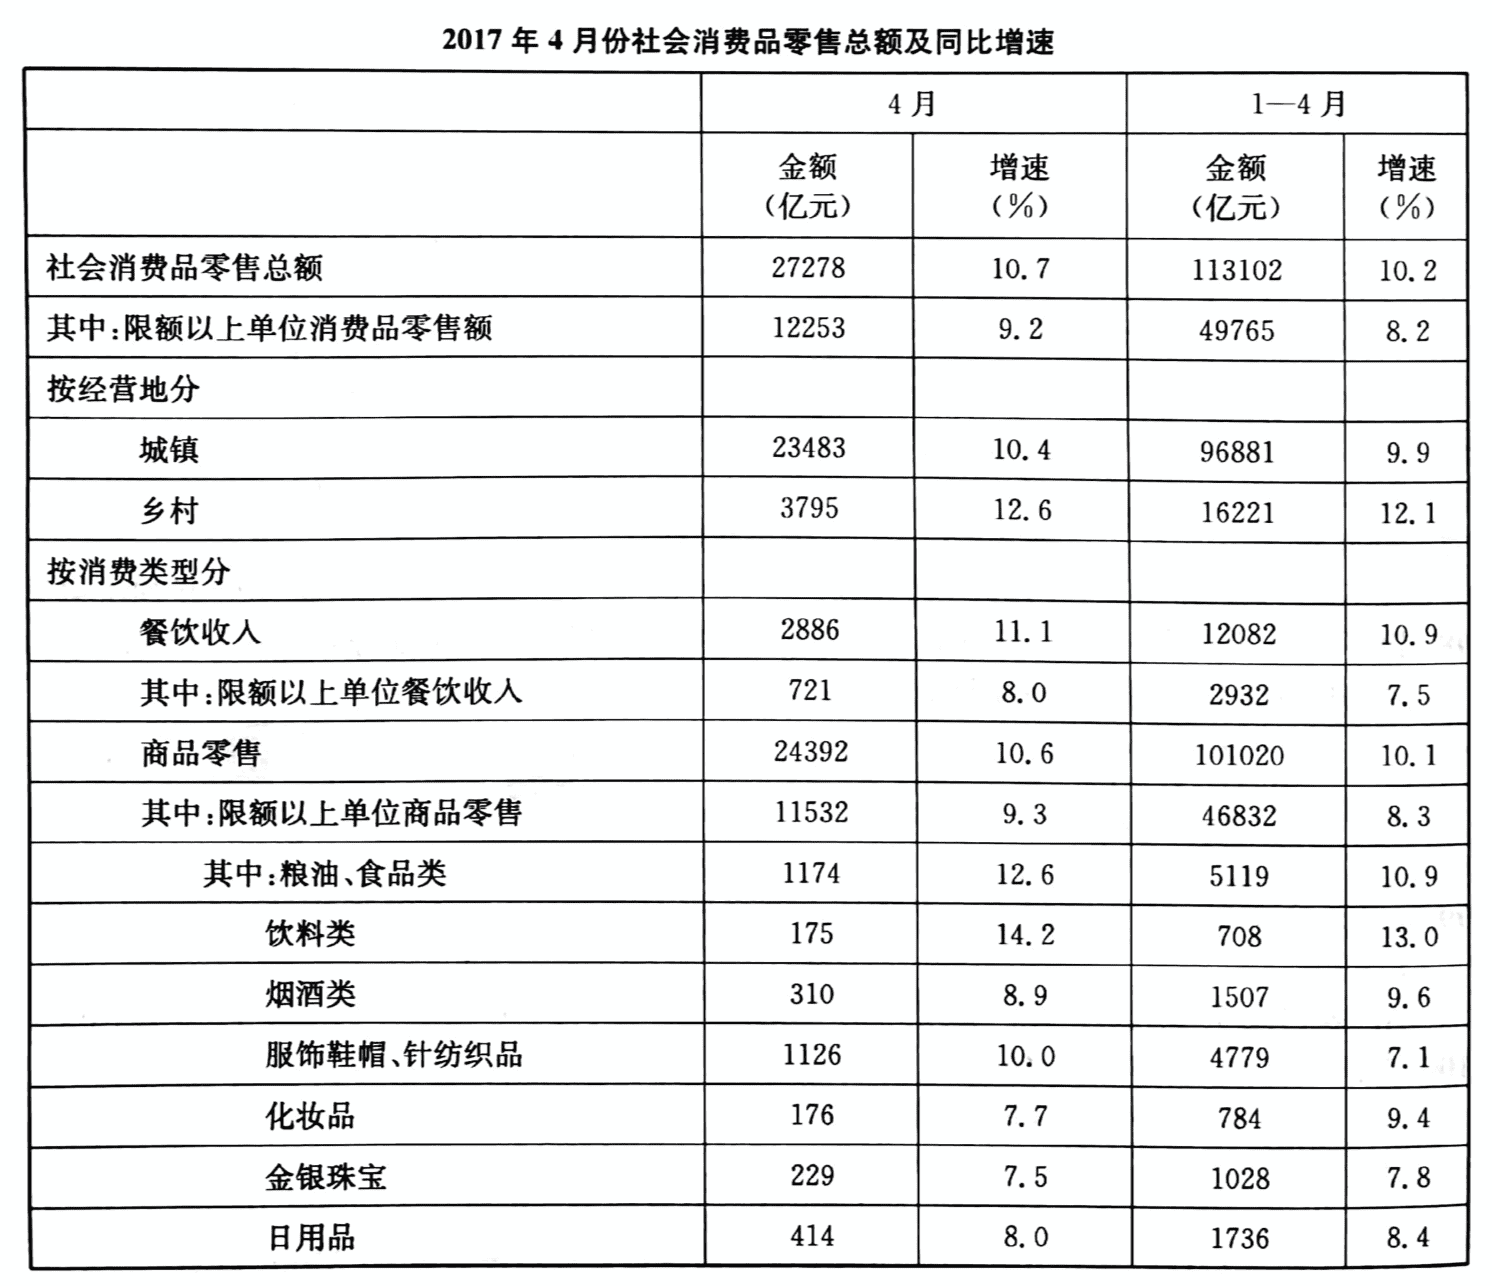 2017 年 4 月份社会消费品零售总额及同比增速
4 月 1—4 月
金额 增速 金额 增速
(亿元) (%) (亿元) (%)
社会消费品零售总额 27278 10.7 113102 10.2
其中:限额以上单位消费品零售额 12253 9.2 49765 8.2
按经营地分
城镇 23483 10.4 96881 9.9
乡村 3795 12.6 16221 12.1
按消费类型分
餐饮收入 2886 11.1 12082 10.9
其中:限额以上单位餐饮收入 721 8.0 2932 7.5
商品零售 24392 10.6 101020 10.1
其中:限额以上单位商品零售 11532 9.3 46832 8.3
其中:粮油、食品类 1174 12.6 5119 10.9
饮料类 175 14.2 708 13.0
烟酒类 310 8.9 1507 9.6
服饰鞋帽、针纺织品 1126 10.0 4779 7.1
化妆品 176 7.7 784 9.4
金银珠宝 229 7.5 1028 7.8
日用品 414 8.0 1736 8.4